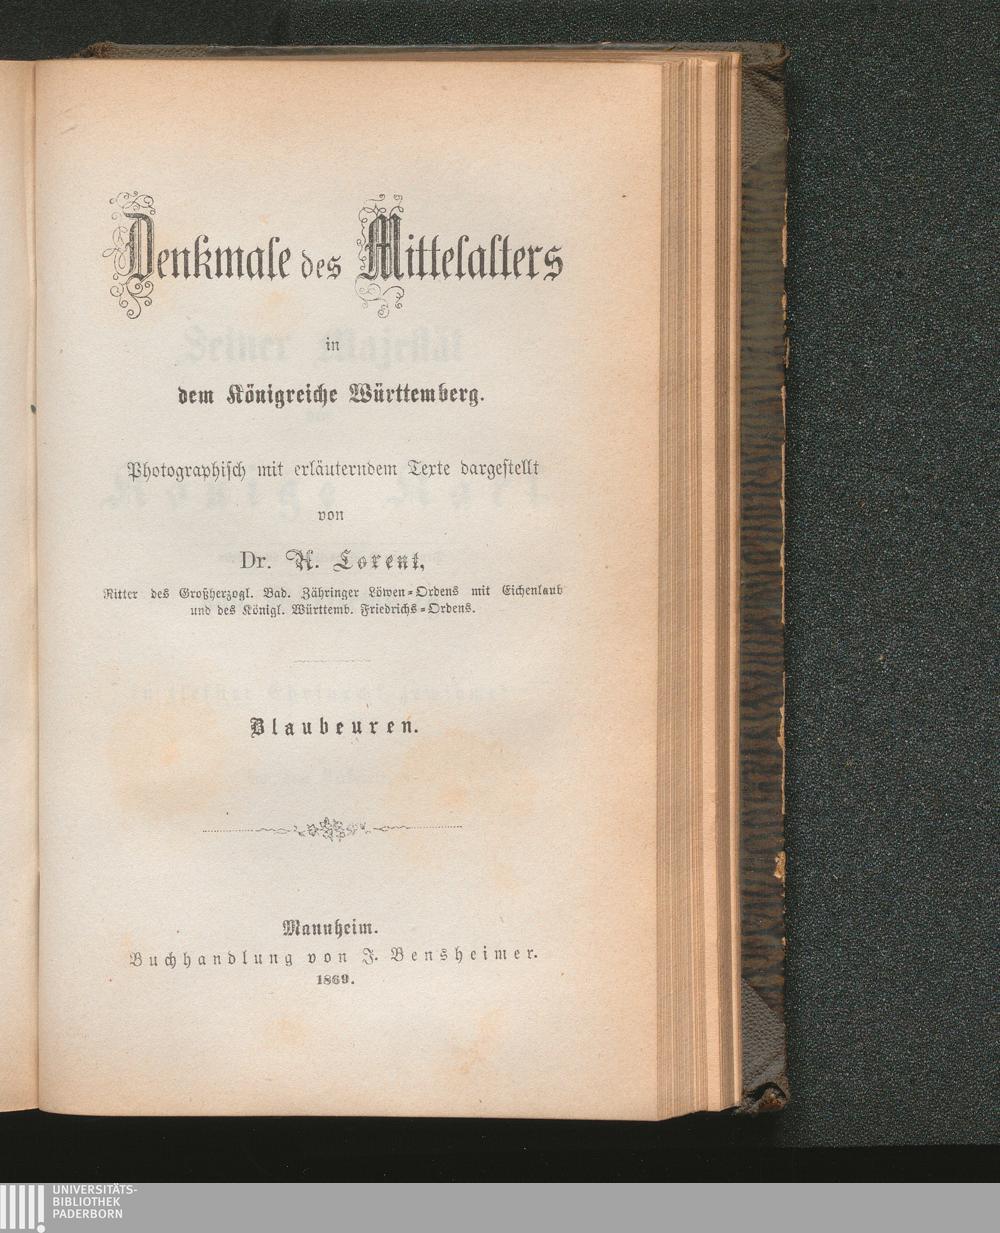 Denkmale des Mittelalters
in
dem Königreiche Württemberg.
Photographisch mit erläuterndem Texte dargestellt
von
Dr. A. Lorent,
Ritter des Großherzogl. Bad. Zähringer Löwen-Ordens mit Eichenlaub
und des Königl. Württemb. Friedrichs-Ordens.
Blaubeuren.
Mannheim.
Buchhandlung von J. Bensheimer.
1869.
UNIVERSITÄTS-
BIBLIOTHEK
PADERBORN